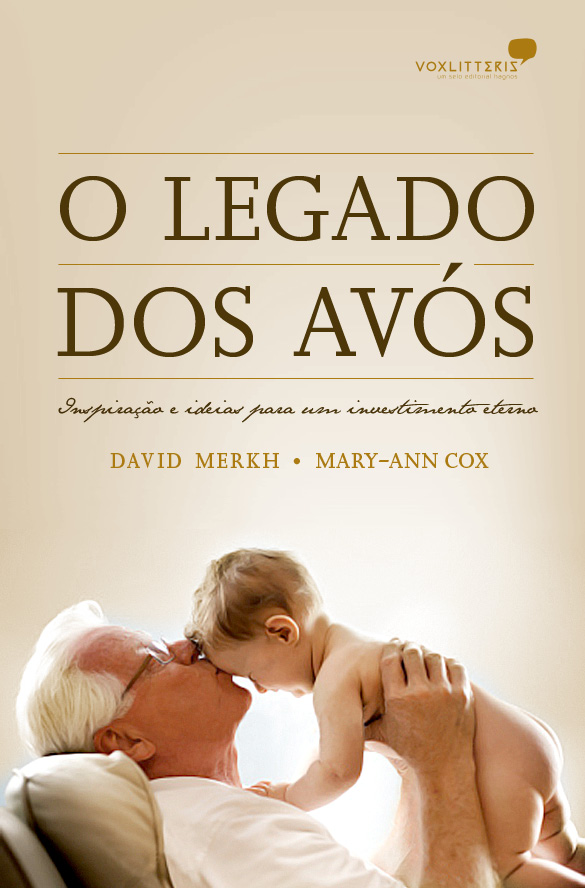 VOXLITTERIS
um selo editorial hagnos
O LEGADO
DOS AVÓS
Inspiração e ideias para um investimento eterno
DAVID MERKH • MARY-ANN COX